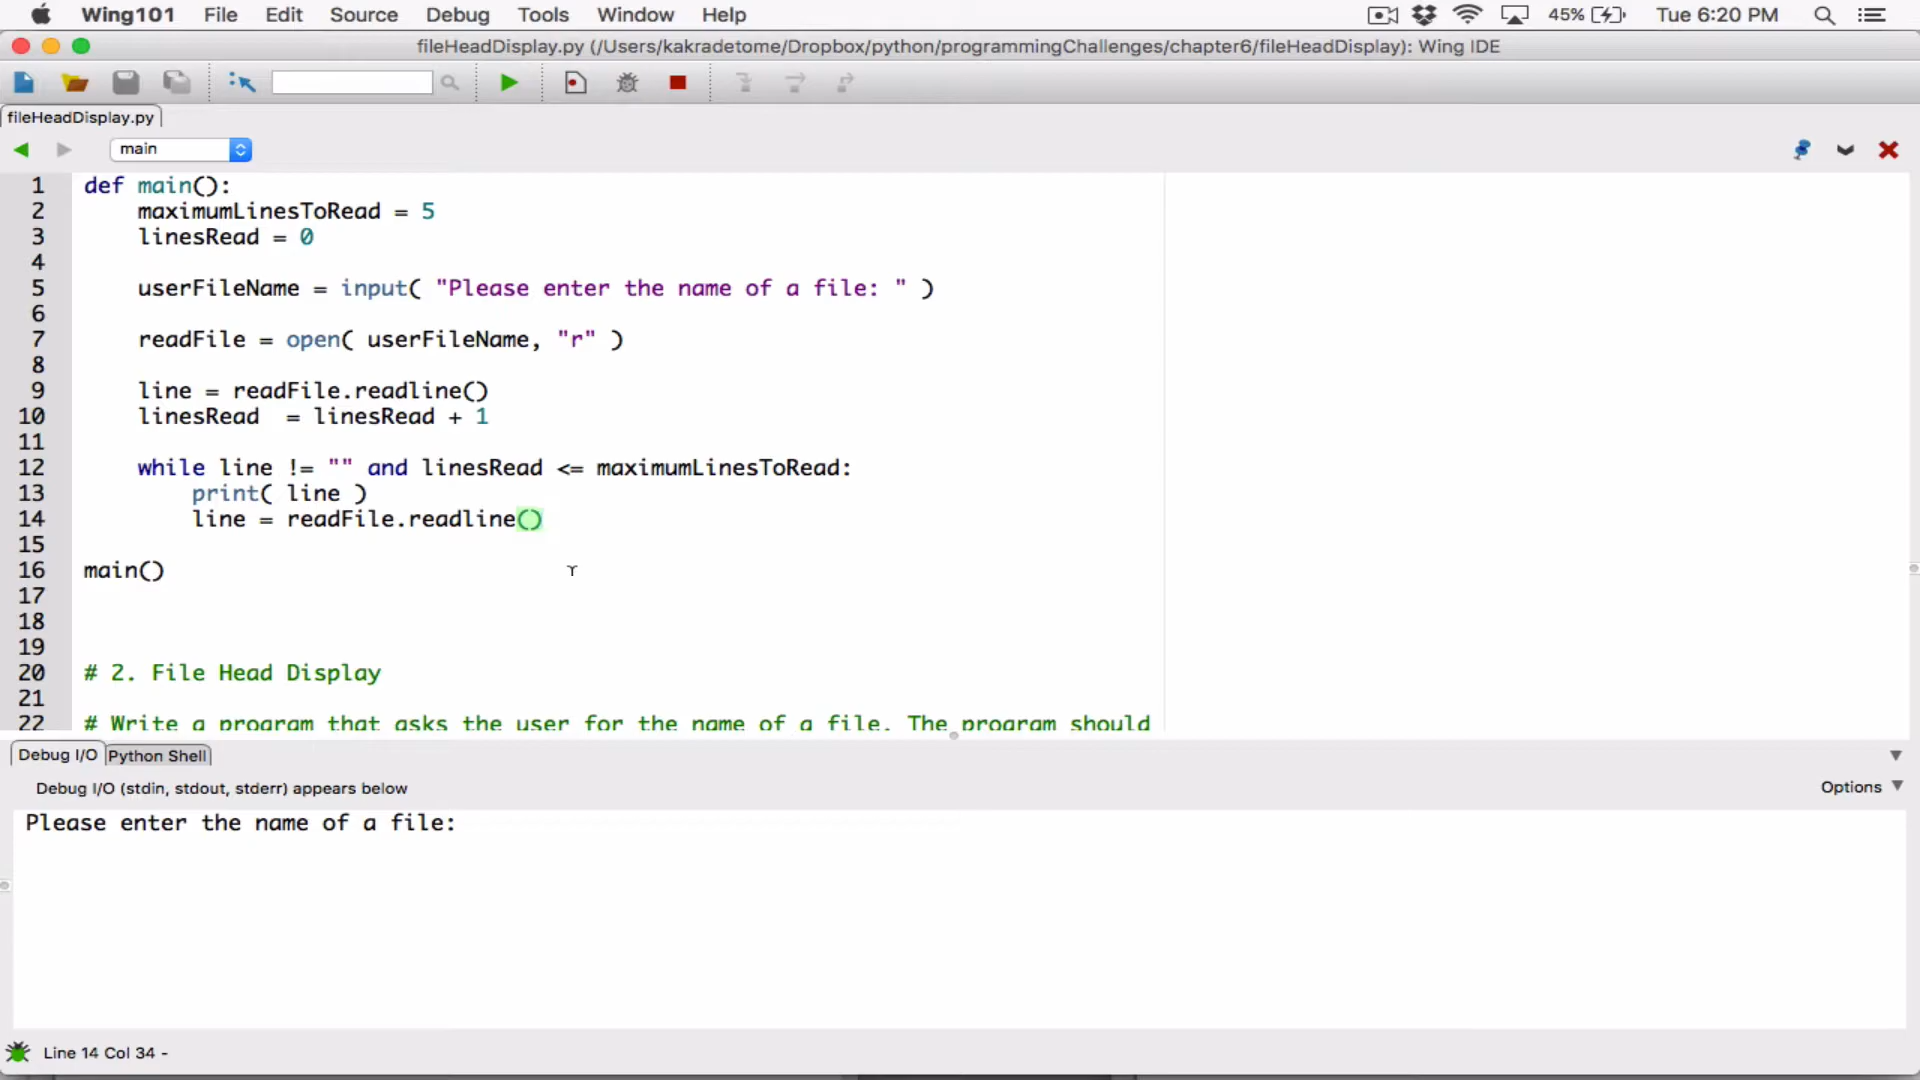 Wing101 File Edit Source Debug Tools Window Help 45% Tue 6:20 PM
fileHeadDisplay.py (/Users/kakradetome/Dropbox/python/programmingChallenges/chapter6/fileHeadDisplay): Wing IDE
fileHeadDisplay.py
main
1 def main():
2 maximumLinesToRead = 5
3 linesRead = 0
4
5 userFileName = input( "Please enter the name of a file: " )
6
7 readFile = open( userFileName, "r" )
8
9 line = readFile.readline()
10 linesRead  = linesRead + 1
11
12 while line != "" and linesRead <= maximumLinesToRead:
13 print( line )
14 line = readFile.readline()
15
16 main()
17
18
19
20 # 2. File Head Display
21
22 # Write a program that asks the user for the name of a file. The program should
Debug I/O Python Shell
Debug I/O (stdin, stdout, stderr) appears below Options
Please enter the name of a file:
Line 14 Col 34 -